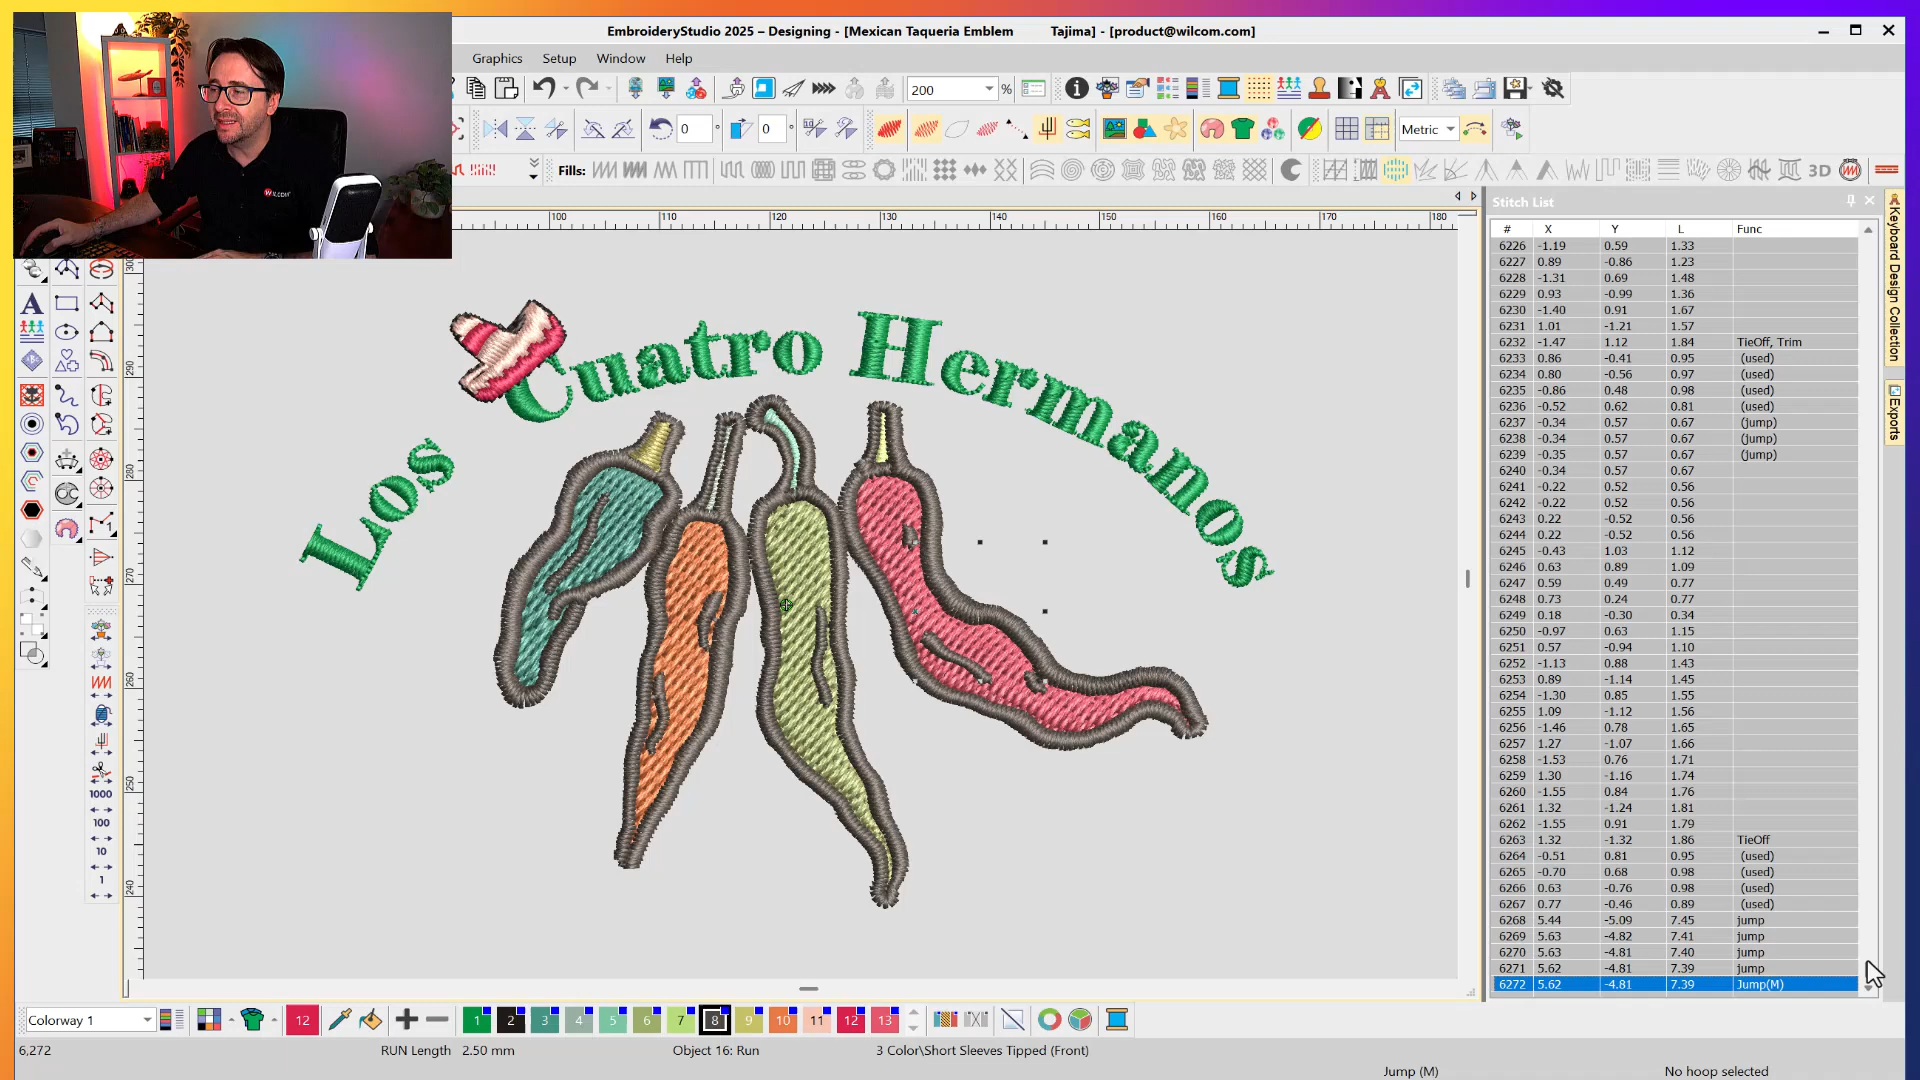 EmbroideryStudio 2025 – Designing - [Mexican Taqueria Emblem Tajima] - [product@wilcom.com]
Graphics Setup Window Help
200 %
0 ° 0 ° Metric
Fills: 3D
100 110 120 130 140 150 160 170 180
Stitch List
# X Y L Func
6226 -1.19 0.59 1.33
6227 0.89 -0.86 1.23
6228 -1.31 0.69 1.48
6229 0.93 -0.99 1.36
6230 -1.40 0.91 1.67
6231 1.01 -1.21 1.57
6232 -1.47 1.12 1.84 TieOff, Trim
6233 0.86 -0.41 0.95 (used)
6234 0.80 -0.56 0.97 (used)
6235 -0.86 0.48 0.98 (used)
6236 -0.52 0.62 0.81 (used)
6237 -0.34 0.57 0.67 (jump)
6238 -0.34 0.57 0.67 (jump)
6239 -0.35 0.57 0.67 (jump)
6240 -0.34 0.57 0.67
6241 -0.22 0.52 0.56
6242 -0.22 0.52 0.56
6243 0.22 -0.52 0.56
6244 0.22 -0.52 0.56
6245 -0.43 1.03 1.12
6246 -0.63 0.89 1.09
6247 0.59 0.49 0.77
6248 -0.73 0.24 0.77
6249 0.18 -0.30 0.34
6250 -0.97 0.63 1.15
6251 0.57 -0.94 1.10
6252 -1.13 0.88 1.43
6253 0.89 -1.14 1.45
6254 -1.30 0.85 1.55
6255 1.09 -1.12 1.56
6256 -1.46 0.78 1.65
6257 1.27 -1.07 1.66
6258 -1.53 0.76 1.71
6259 1.30 -1.16 1.74
6260 -1.55 0.84 1.76
6261 1.32 -1.24 1.81
6262 -1.55 0.91 1.79
6263 1.32 -1.32 1.86 TieOff
6264 -0.51 0.81 0.95 (used)
6265 -0.70 0.68 0.98 (used)
6266 0.63 -0.76 0.98 (used)
6267 0.77 -0.46 0.89 (used)
6268 5.44 -5.09 7.45 jump
6269 5.63 -4.82 7.41 jump
6270 5.63 -4.81 7.40 jump
6271 5.62 -4.81 7.39 jump
6272 5.62 -4.81 7.39 Jump(M)
Keyboard Design Collection
Exports
300
290
280
270
260
250
240
1000
100
10
1
Los Cuatro Hermanos
Colorway 1 12 1 2 3 4 5 6 7 8 9 10 11 12 13
6,272 RUN Length 2.50 mm Object 16: Run 3 Color\Short Sleeves Tipped (Front)
Jump (M) No hoop selected